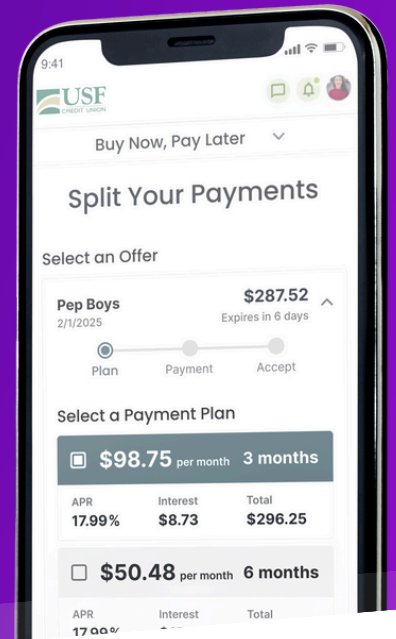 9:41
USF
CREDIT UNION
Buy Now, Pay Later
Split Your Payments
Select an Offer
Pep Boys $287.52
2/1/2025 Expires in 6 days
Plan Payment Accept
Select a Payment Plan
$98.75 per month 3 months
APR Interest Total
17.99% $8.73 $296.25
$50.48 per month 6 months
APR Interest Total
17.99%